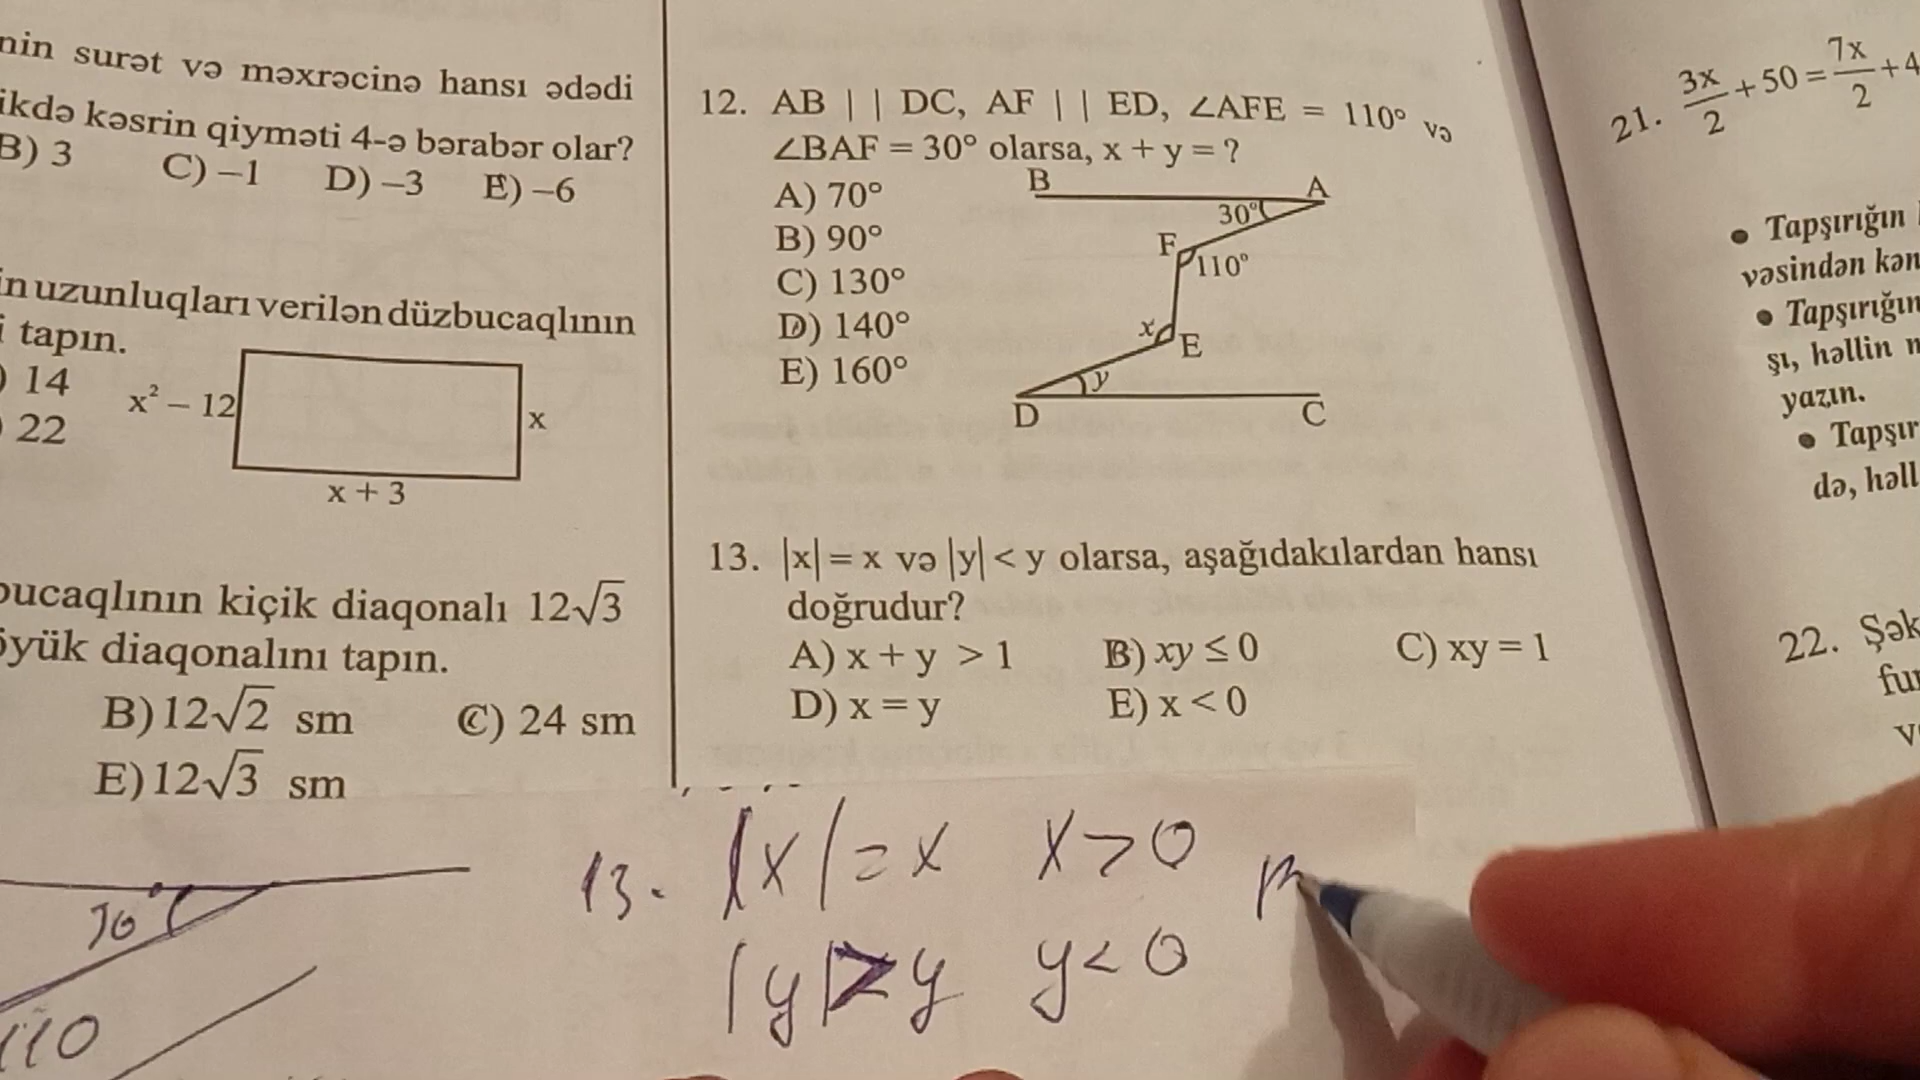 nin surət və məxrəcinə hansı ədədi
ikdə kəsrin qiyməti 4-ə bərabər olar?
B) 3 C) –1 D) –3 E) –6
in uzunluqları verilən düzbucaqlının
i tapın.
) 14
) 22
x² – 12
x
x + 3
bucaqlının kiçik diaqonalı 12√3
öyük diaqonalını tapın.
B) 12√2 sm C) 24 sm
E) 12√3 sm
30°
110
12. AB | | DC, AF | | ED, ∠AFE = 110° və
∠BAF = 30° olarsa, x + y = ?
A) 70°
B) 90°
C) 130°
D) 140°
E) 160°
B A
30°
F
110°
x
E
y
D C
13. |x| = x və |y| < y olarsa, aşağıdakılardan hansı
doğrudur?
A) x + y > 1 B) xy ≤ 0 C) xy = 1
D) x = y E) x < 0
13. |x| = x x > 0
|y| > y y < 0
21. 3x/2 + 50 = 7x/2 + 4
• Tapşırığın
vəsindən kən
• Tapşırığın
şı, həllin n
yazın.
• Tapşır
də, həll
22. Şək
fun
v